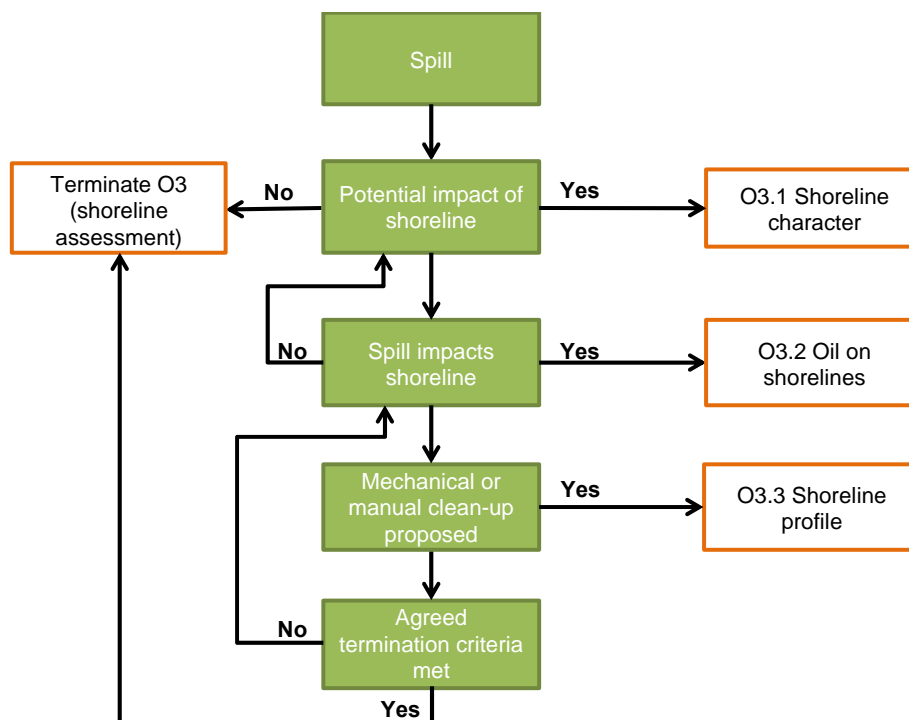 Spill
Terminate O3
(shoreline
assessment)
No
Potential impact of
shoreline
Yes
O3.1 Shoreline
character
No
Spill impacts
shoreline
Yes
O3.2 Oil on
shorelines
Mechanical or
manual clean-up
proposed
Yes
O3.3 Shoreline
profile
No
Agreed
termination criteria
met
Yes